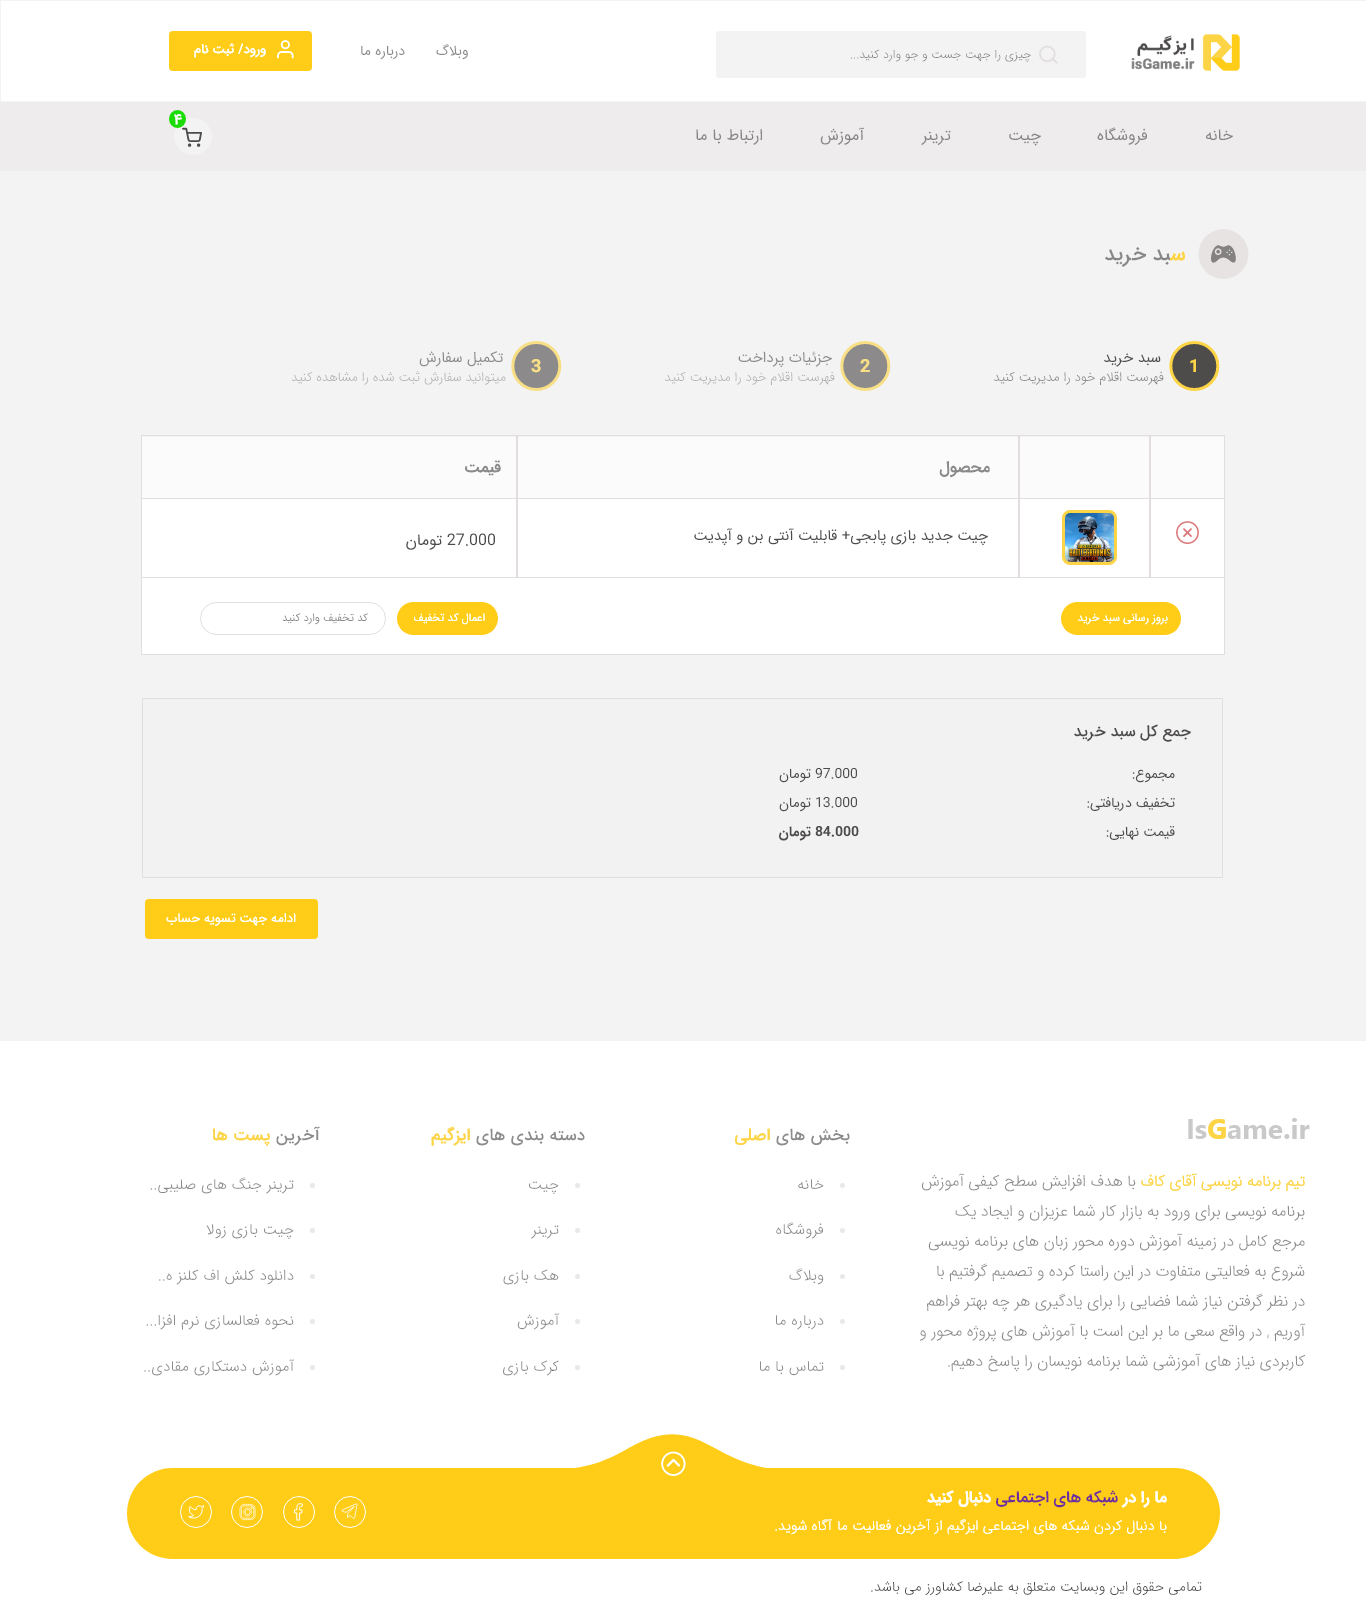 ایزگیم
isGame.ir
چیزی را جهت جست و جو وارد کنید...
وبلاگ
درباره ما
ورود/ ثبت نام
خانه
فروشگاه
چیت
ترینر
آموزش
ارتباط با ما
۴
سبد خرید
1
سبد خرید
فهرست اقلام خود را مدیریت کنید
2
جزئیات پرداخت
فهرست اقلام خود را مدیریت کنید
3
تکمیل سفارش
میتوانید سفارش ثبت شده را مشاهده کنید
محصول
قیمت
چیت جدید بازی پابجی+ قابلیت آنتی بن و آپدیت
27.000 تومان
بروز رسانی سبد خرید
اعمال کد تخفیف
کد تخفیف وارد کنید
جمع کل سبد خرید
مجموع: 97.000 تومان
تخفیف دریافتی: 13.000 تومان
قیمت نهایی: 84.000 تومان
ادامه جهت تسویه حساب
IsGame.ir
تیم برنامه نویسی آقای کاف با هدف افزایش سطح کیفی آموزش
برنامه نویسی برای ورود به بازار کار شما عزیزان و ایجاد یک
مرجع کامل در زمینه آموزش دوره محور زبان های برنامه نویسی
شروع به فعالیتی متفاوت در این راستا کرده و تصمیم گرفتیم با
در نظر گرفتن نیاز شما فضایی را برای یادگیری هر چه بهتر فراهم
آوریم , در واقع سعی ما بر این است با آموزش های پروژه محور و
کاربردی نیاز های آموزشی شما برنامه نویسان را پاسخ دهیم.
بخش های اصلی
خانه
فروشگاه
وبلاگ
درباره ما
تماس با ما
دسته بندی های ایزگیم
چیت
ترینر
هک بازی
آموزش
کرک بازی
آخرین پست ها
ترینر جنگ های صلیبی..
چیت بازی زولا
دانلود کلش اف کلنز ه..
نحوه فعالسازی نرم افزا...
آموزش دستکاری مقادی..
ما را در شبکه های اجتماعی دنبال کنید
با دنبال کردن شبکه های اجتماعی ایزگیم از آخرین فعالیت ما آگاه شوید.
تمامی حقوق این وبسایت متعلق به علیرضا کشاورز می باشد.